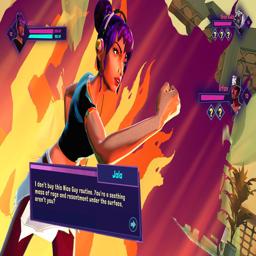 Jala
I don't buy this Nice Guy routine. You're a seething
mass of rage and resentment under the surface,
aren't you?
? ? ?
? ?